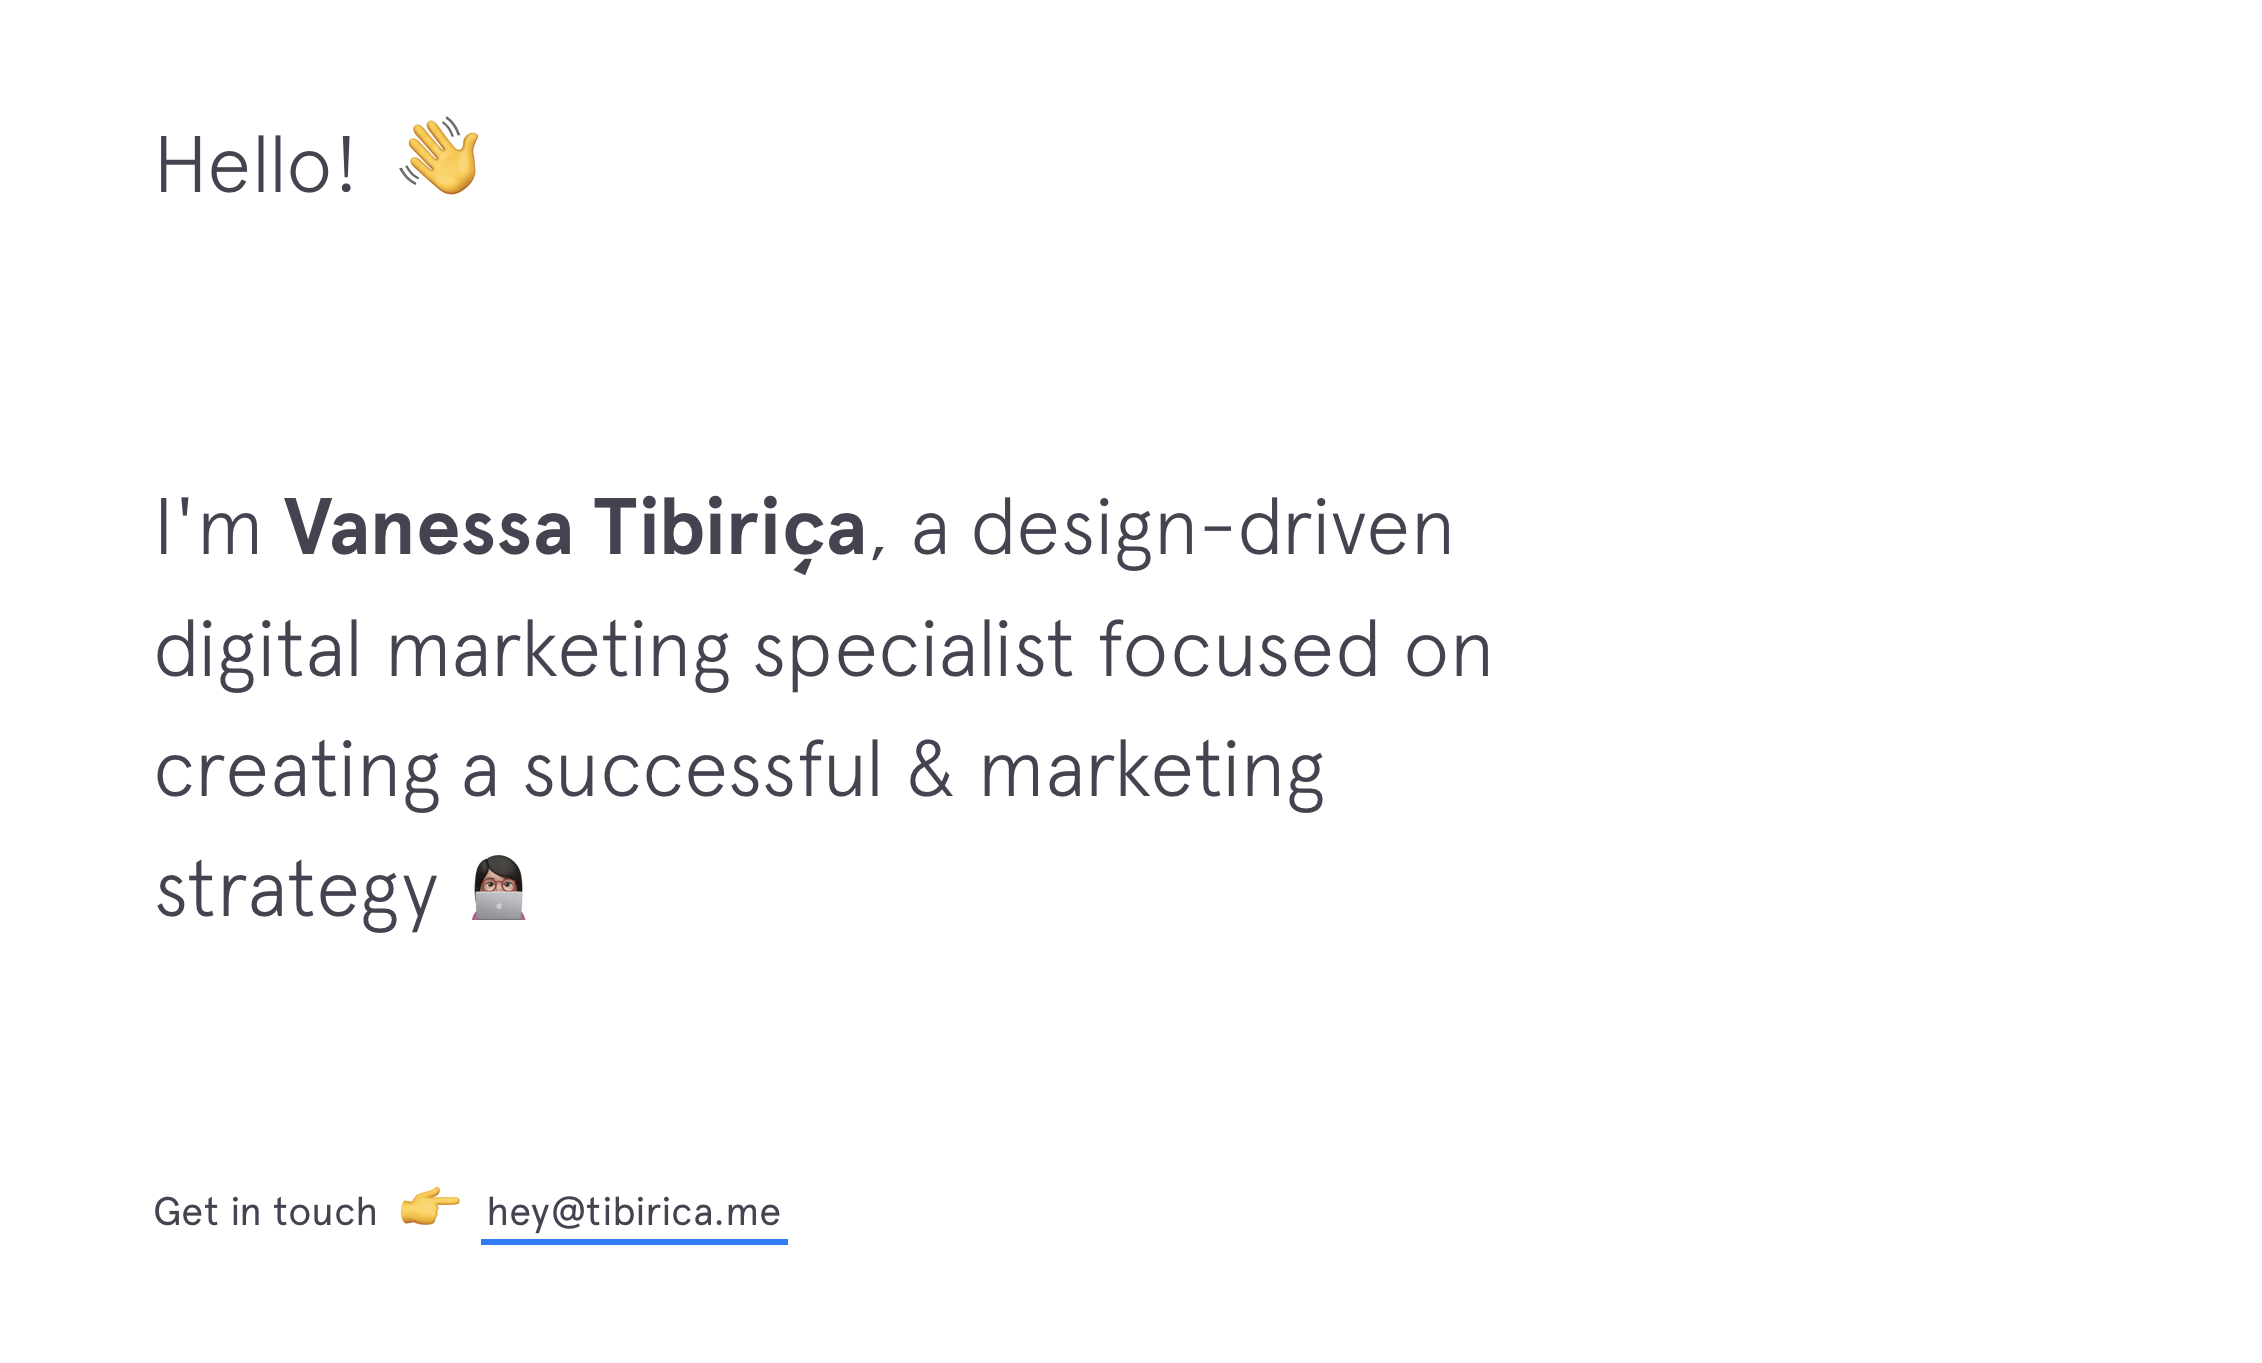 Hello! 👋
I'm Vanessa Tibiriça, a design-driven
digital marketing specialist focused on
creating a successful & marketing
strategy 👩🏻‍💻
Get in touch 👉 hey@tibirica.me